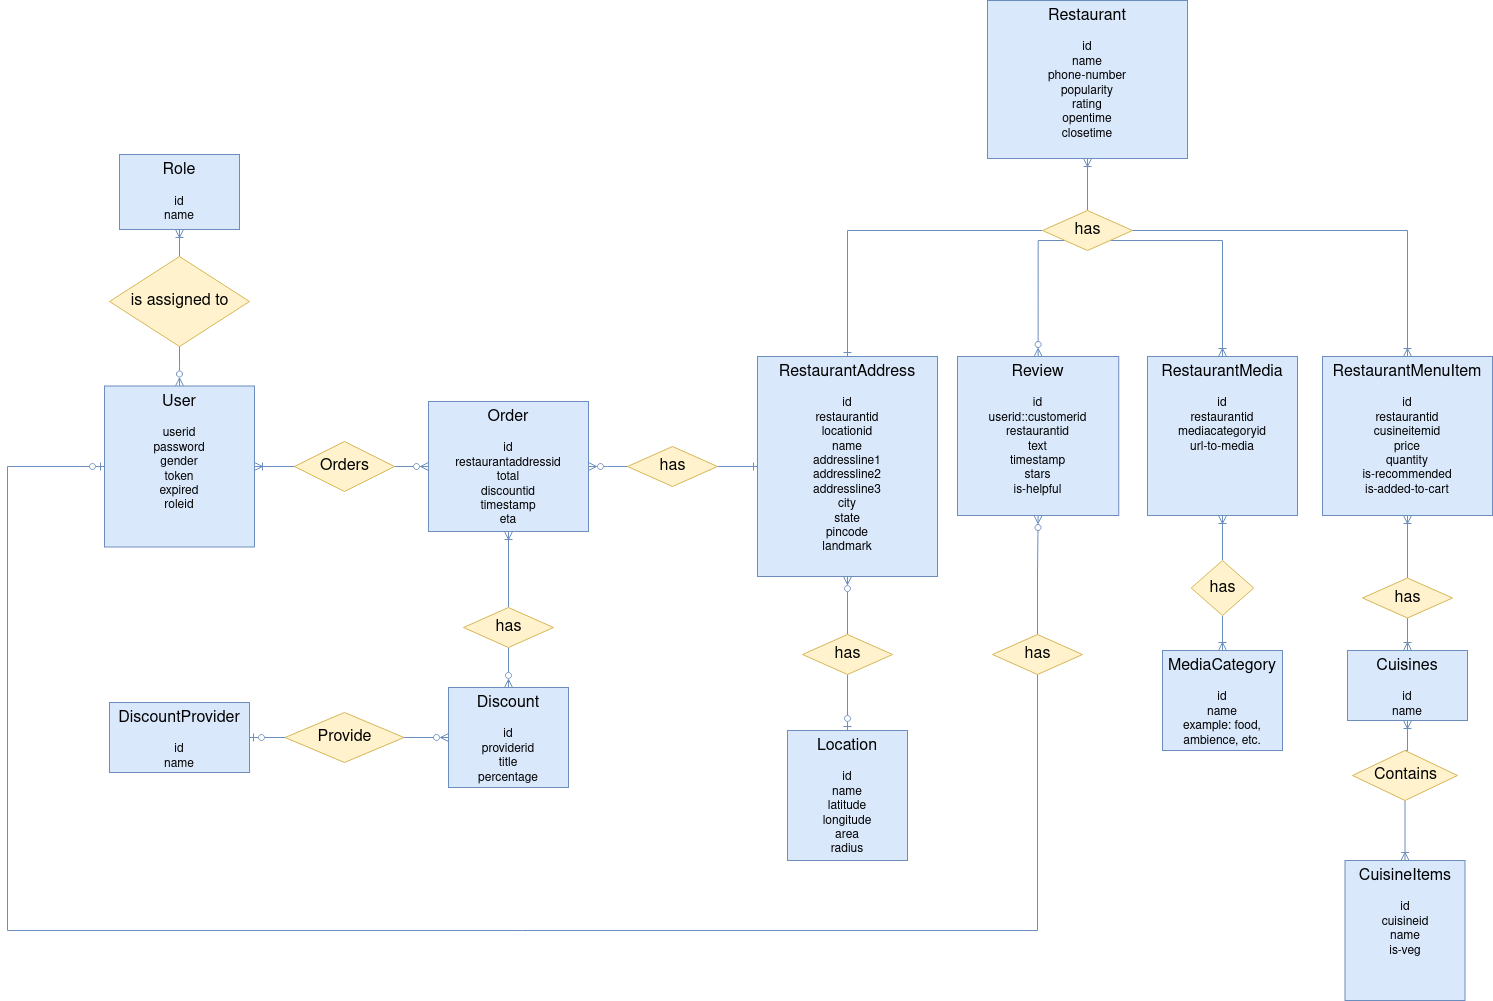 Restaurant
id
name
phone-number
popularity
rating
opentime
closetime
Role
id
name
has
is assigned to
User
userid
password
gender
token
expired
roleid
Orders
Order
id
restaurantaddressid
total
discountid
timestamp
eta
has
RestaurantAddress
id
restaurantid
locationid
name
addressline1
addressline2
addressline3
city
state
pincode
landmark
Review
id
userid::customerid
restaurantid
text
timestamp
stars
is-helpful
RestaurantMedia
id
restaurantid
mediacategoryid
url-to-media
RestaurantMenuItem
id
restaurantid
cusineitemid
price
quantity
is-recommended
is-added-to-cart
has
has
has
has
has
DiscountProvider
id
name
Provide
Discount
id
providerid
title
percentage
Location
id
name
latitude
longitude
area
radius
MediaCategory
id
name
example: food,
ambience, etc.
Cuisines
id
name
Contains
CuisineItems
id
cuisineid
name
is-veg